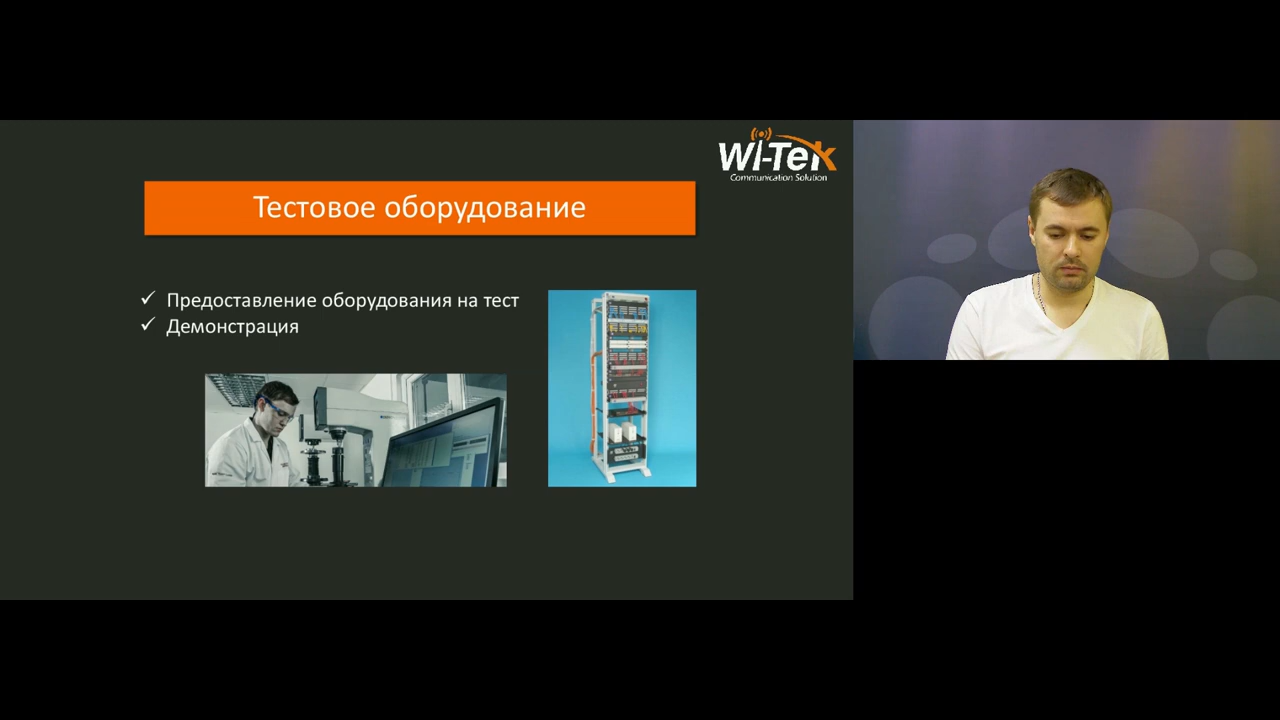 Wi-Tek
Communication Solution
Тестовое оборудование
Предоставление оборудования на тест
Демонстрация